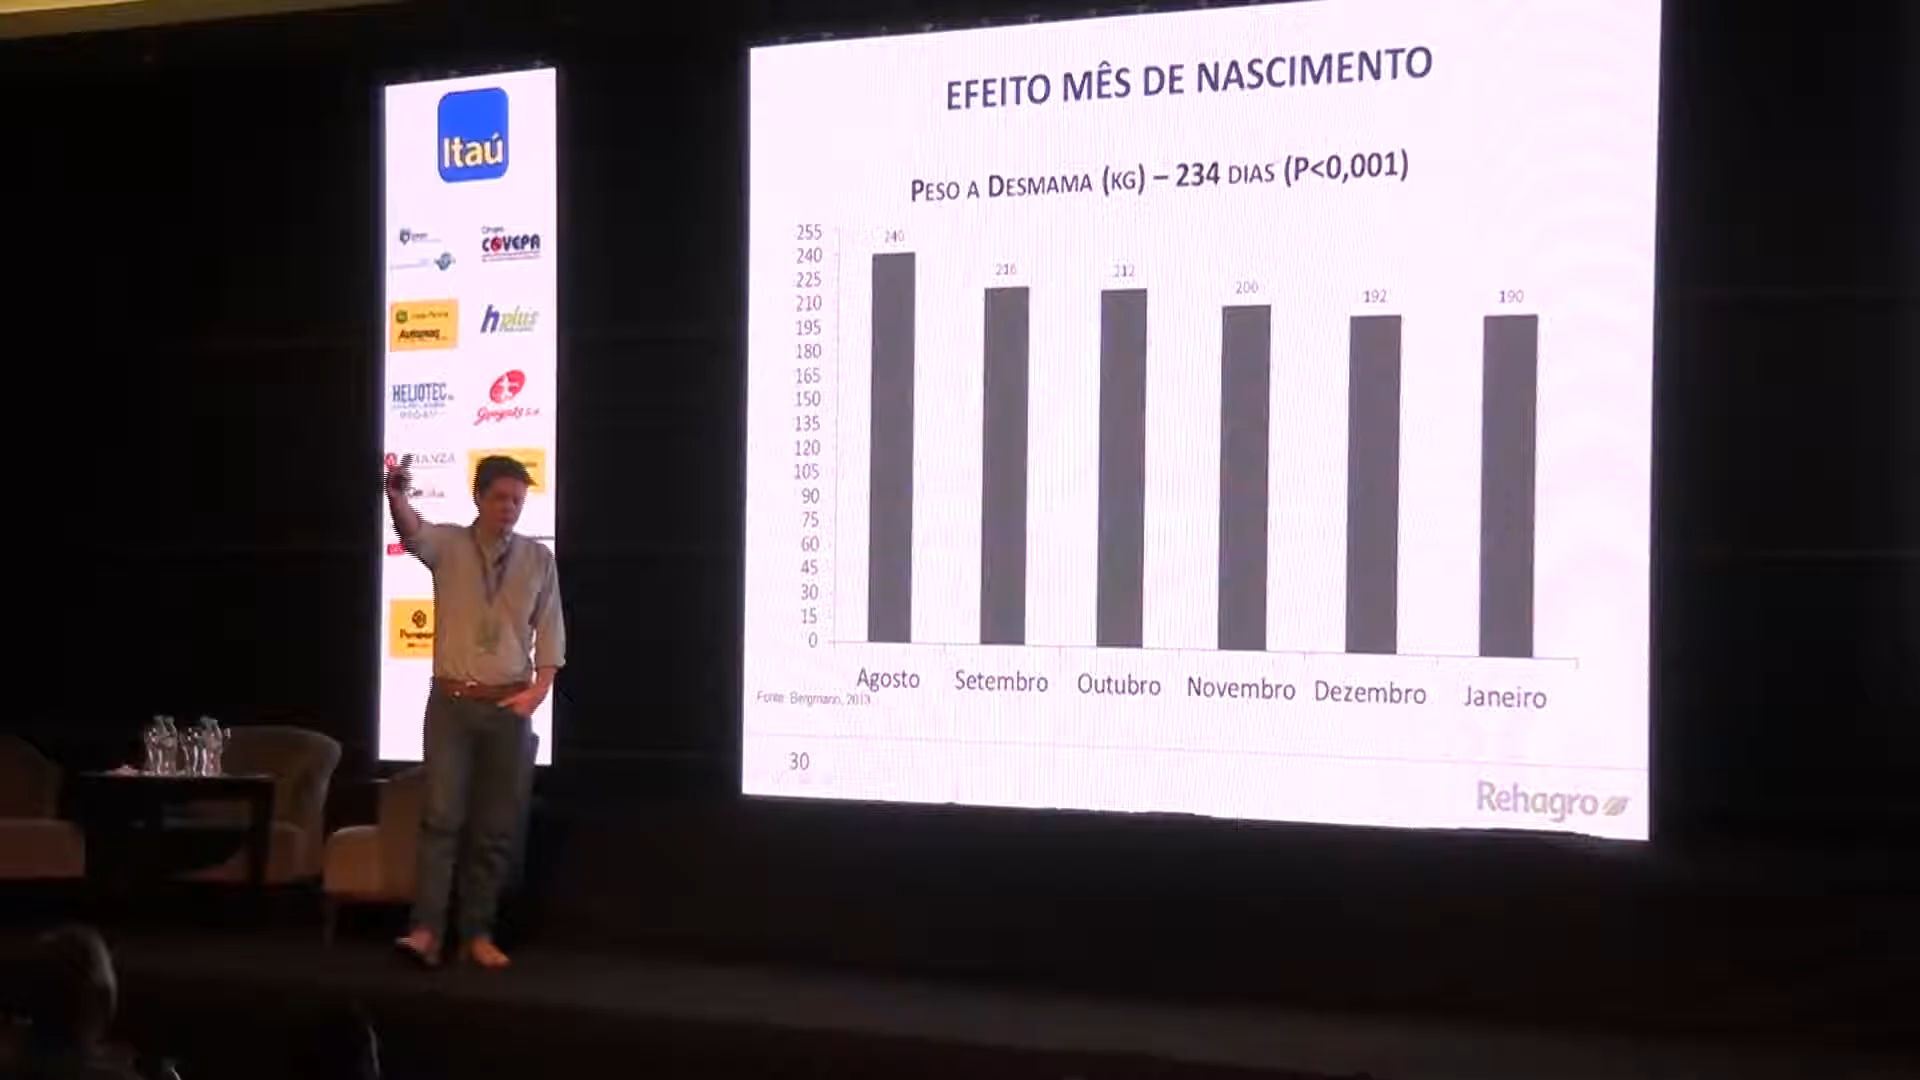 Itaú
Grupo
COVEPA
hplus
HELIOTEC
EFEITO MÊS DE NASCIMENTO
PESO A DESMAMA (KG) – 234 DIAS (P<0,001)
255
240
225
210
195
180
165
150
135
120
105
90
75
60
45
30
15
0
240
216
212
200
192
190
Agosto
Setembro
Outubro
Novembro
Dezembro
Janeiro
Fonte: Bergmann, 2013
30
Rehagro